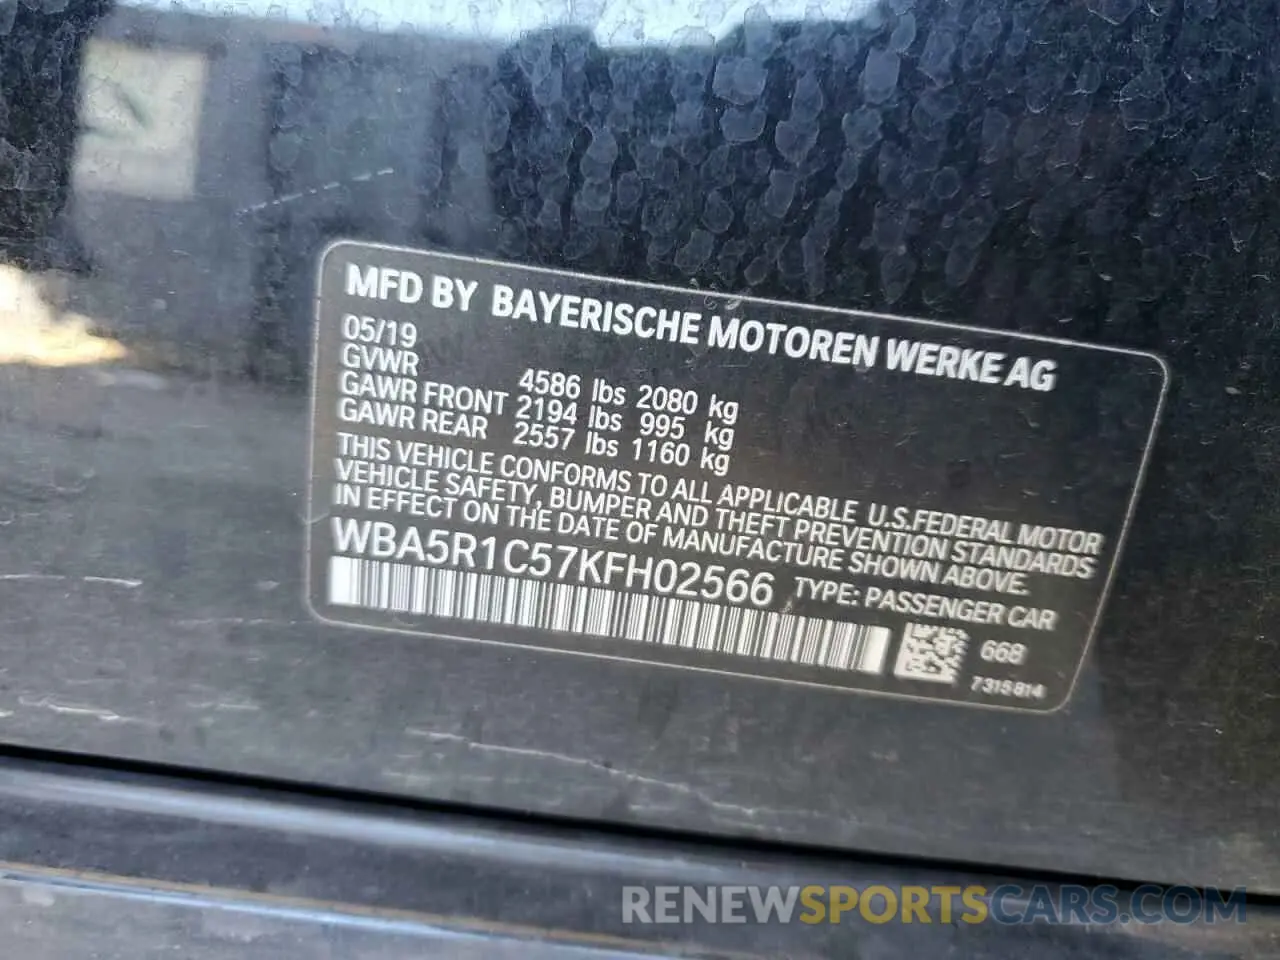 MFD BY BAYERISCHE MOTOREN WERKE AG
05/19
GVWR 4586 lbs 2080 kg
GAWR FRONT 2194 lbs 995 kg
GAWR REAR 2557 lbs 1160 kg
THIS VEHICLE CONFORMS TO ALL APPLICABLE U.S.FEDERAL MOTOR
VEHICLE SAFETY, BUMPER AND THEFT PREVENTION STANDARDS
IN EFFECT ON THE DATE OF MANUFACTURE SHOWN ABOVE.
WBA5R1C57KFH02566 TYPE: PASSENGER CAR
668
7315814
RENEWSPORTSCARS.COM